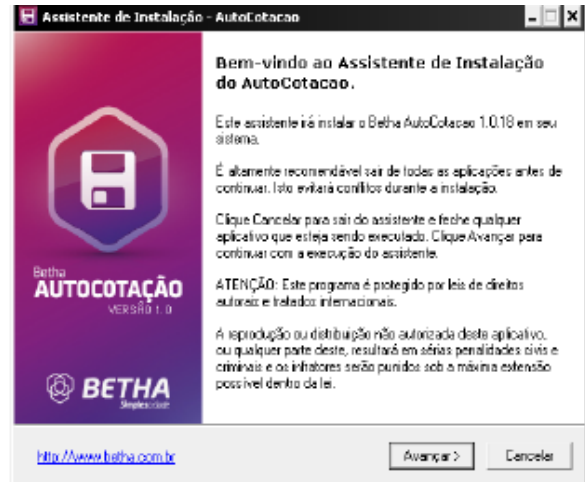 Assistente de Instalação - AutoCotacao
Bem-vindo ao Assistente de Instalação
do AutoCotacao.
Este assistente irá instalar o Betha AutoCotacao 1.0.18 em seu
sistema.
É altamente recomendável sair de todas as aplicações antes de
continuar. Isto evitará conflitos durante a instalação.
Clique Cancelar para sair do assistente e feche qualquer
aplicativo que esteja sendo executado. Clique Avançar para
continuar com a execução do assistente.
ATENÇÃO: Este programa é protegido por leis de direitos
autorais e tratados internacionais.
A reprodução ou distribuição não autorizada deste aplicativo,
ou qualquer parte deste, resultará em sérias penalidades civis e
criminais e os infratores serão punidos sob a máxima extensão
possível dentro da lei.
Betha
AUTOCOTAÇÃO
VERSÃO 1.0
BETHA
Simplescidade
http://www.betha.com.br
Avançar >
Cancelar